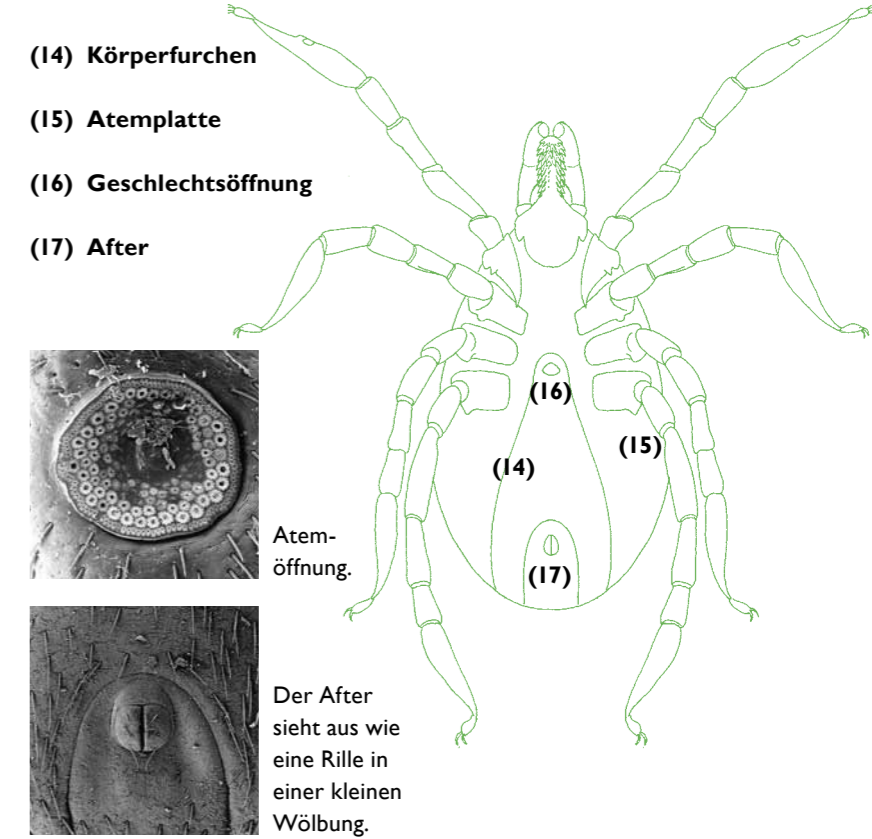 (14) Körperfurchen
(15) Atemplatte
(16) Geschlechtsöffnung
(17) After
(16)
(15)
(14)
(17)
Atem-
öffnung.
Der After
sieht aus wie
eine Rille in
einer kleinen
Wölbung.